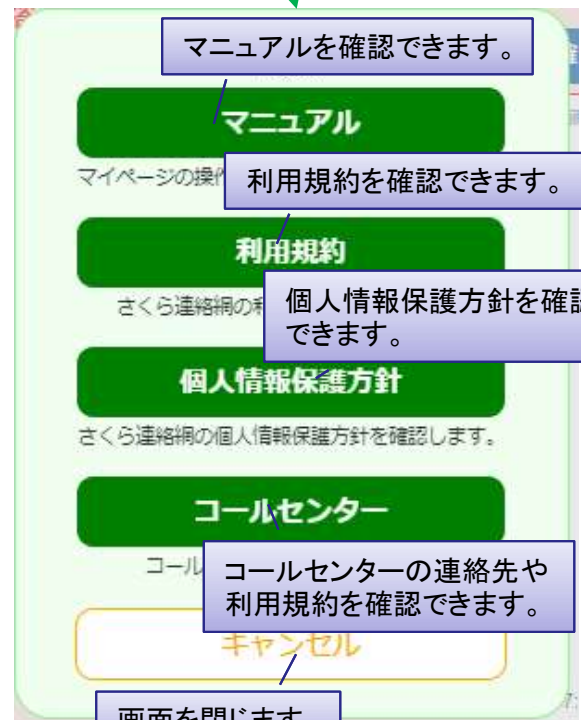 マニュアルを確認できます。
マニュアル
マイページの操作
利用規約を確認できます。
利用規約
さくら連絡網の利
個人情報保護方針を確認
できます。
個人情報保護方針
さくら連絡網の個人情報保護方針を確認します。
コールセンター
コール
コールセンターの連絡先や
利用規約を確認できます。
キャンセル
画面を閉じます